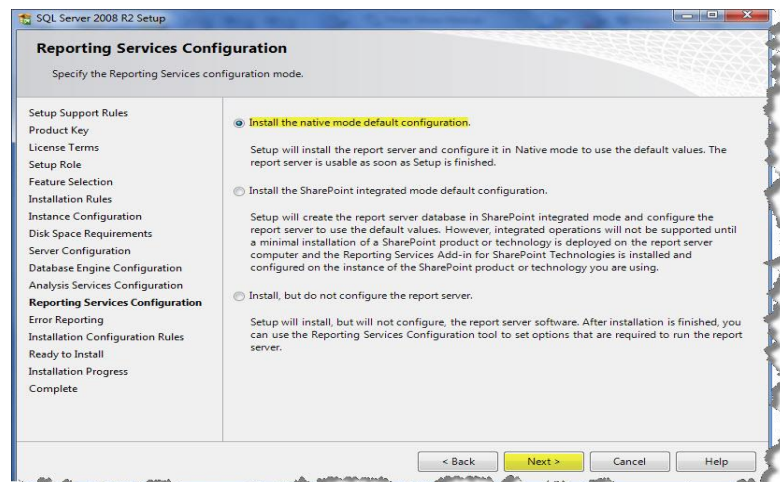 SQL Server 2008 R2 Setup
Reporting Services Configuration
Specify the Reporting Services configuration mode.
Setup Support Rules
Product Key
License Terms
Setup Role
Feature Selection
Installation Rules
Instance Configuration
Disk Space Requirements
Server Configuration
Database Engine Configuration
Analysis Services Configuration
Reporting Services Configuration
Error Reporting
Installation Configuration Rules
Ready to Install
Installation Progress
Complete
Install the native mode default configuration.
Setup will install the report server and configure it in Native mode to use the default values. The
report server is usable as soon as Setup is finished.
Install the SharePoint integrated mode default configuration.
Setup will create the report server database in SharePoint integrated mode and configure the
report server to use the default values. However, integrated operations will not be supported until
a minimal installation of a SharePoint product or technology is deployed on the report server
computer and the Reporting Services Add-in for SharePoint Technologies is installed and
configured on the instance of the SharePoint product or technology you are using.
Install, but do not configure the report server.
Setup will install, but will not configure, the report server software. After installation is finished, you
can use the Reporting Services Configuration tool to set options that are required to run the report
server.
< Back
Next >
Cancel
Help